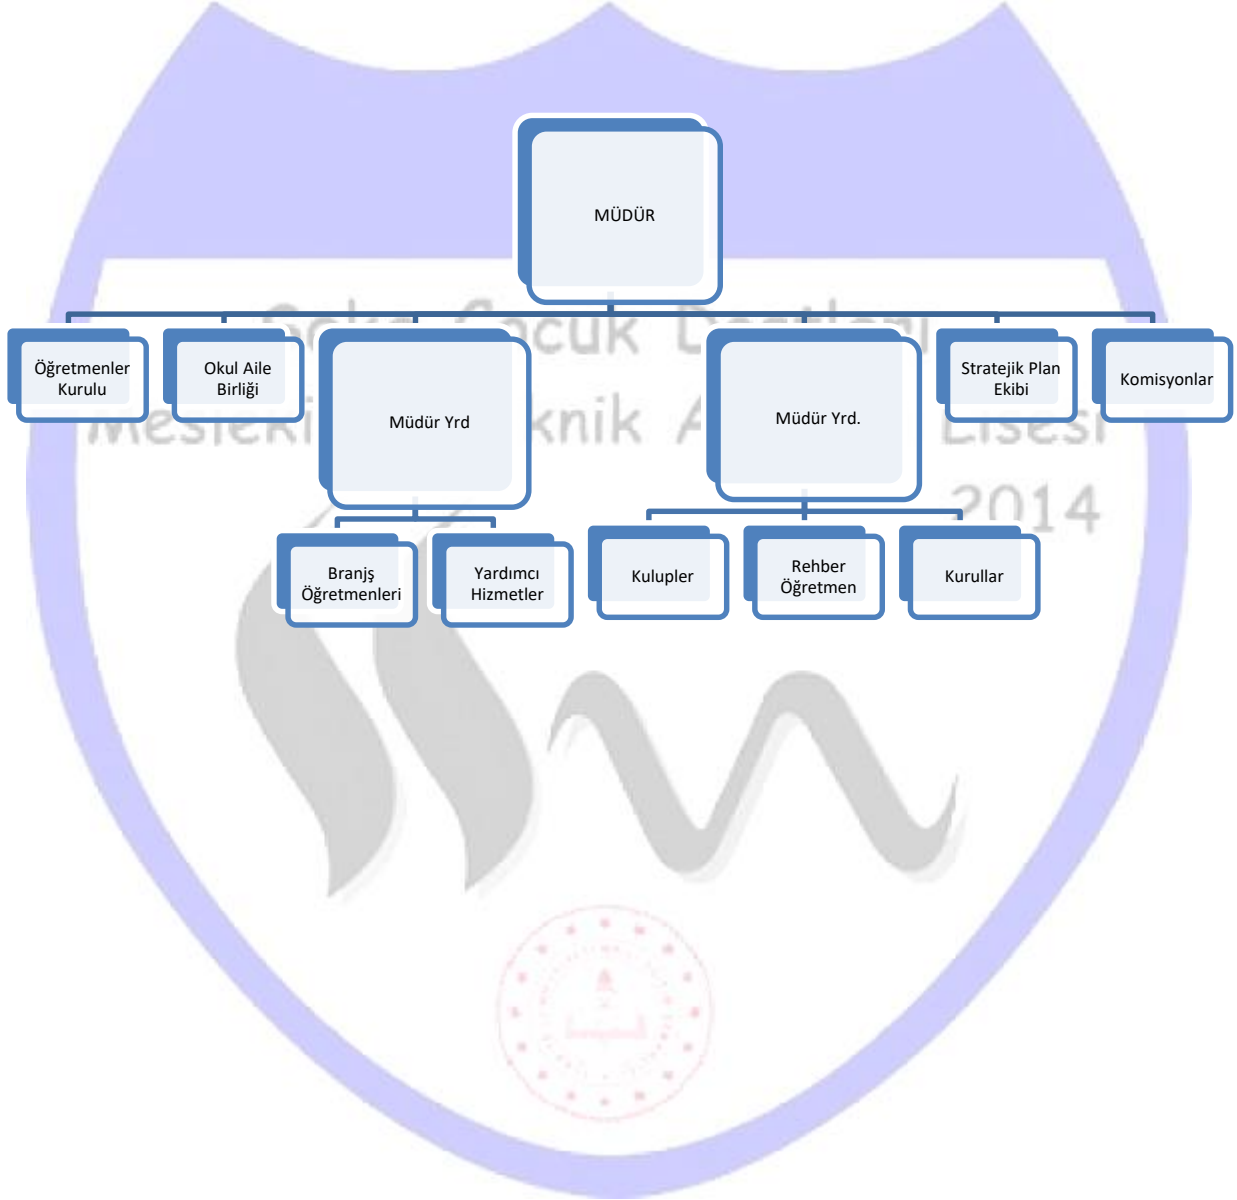 MÜDÜR
Öğretmenler
Kurulu
Okul Aile
Birliği
Müdür Yrd
Müdür Yrd.
Stratejik Plan
Ekibi
Komisyonlar
Branjş
Öğretmenleri
Yardımcı
Hizmetler
Kulupler
Rehber
Öğretmen
Kurullar
2014